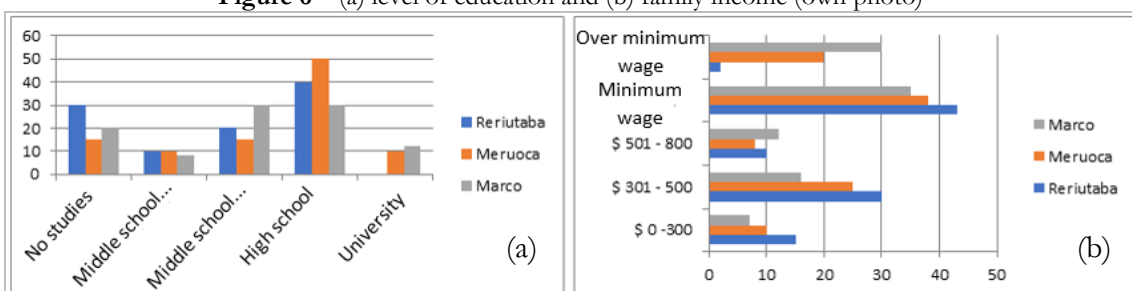 Figure 6 – (a) level of education and (b) family income (own photo)
60
50
40
30
20
10
0
No studies
Middle school...
Middle school...
High school
University
Reriutaba
Meruoca
Marco
(a)
Over minimum
wage
Minimum
wage
$ 501 - 800
$ 301 - 500
$ 0 -300
0 10 20 30 40 50
Marco
Meruoca
Reriutaba
(b)